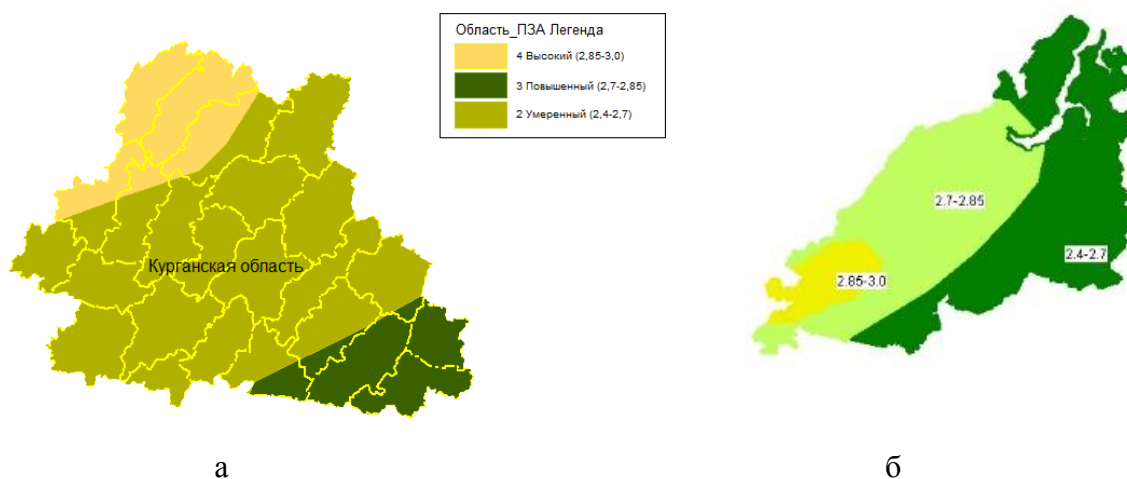 Область_ПЗА Легенда
4 Высокий (2,85-3,0)
3 Повышенный (2,7-2,85)
2 Умеренный (2,4-2,7)
Курганская область
2.7-2.85
2.4-2.7
2.85-3.0
а
б